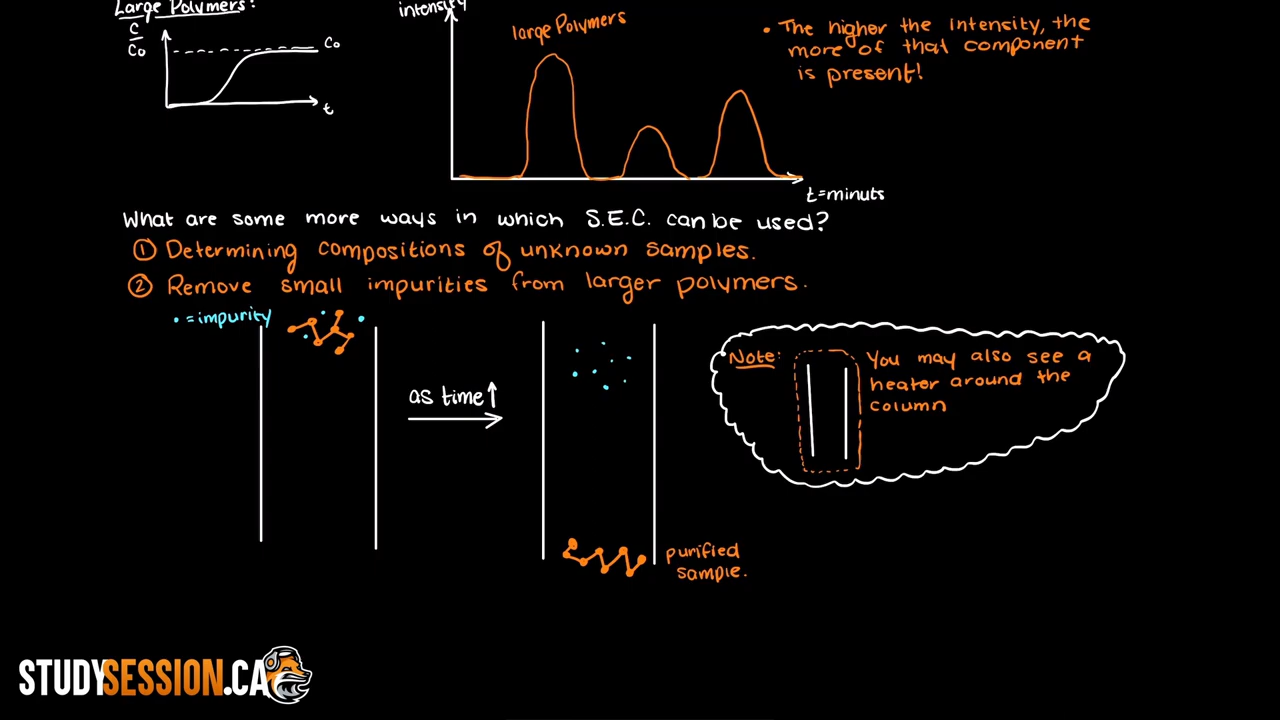 Large Polymers:
C
Co
Co
t
intensity
large Polymers
t=minuts
• The higher the Intensity, the
more of that component
is present!
What are some more ways in which S.E.C. can be used?
① Determining compositions of unknown samples.
② Remove small impurities from larger polymers.
• = impurity
as time↑
purified
sample.
Note:
You may also see a
heater around the
column
STUDYSESSION.CA